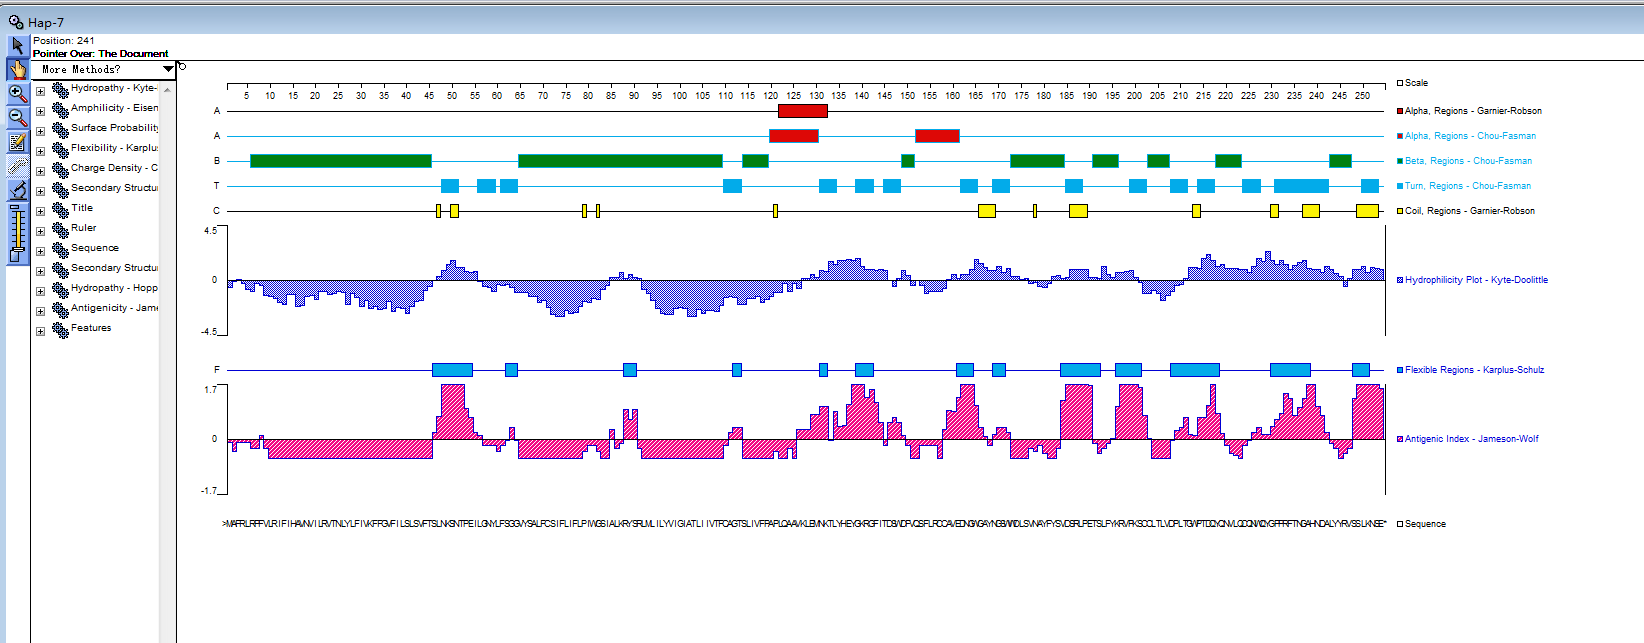 Hap-7
Position: 241
Pointer Over: The Document
More Methods?
Hydropathy - Kyte-
Amphilicity - Eisen
Surface Probability
Flexibility - Karplu
Charge Density - C
Secondary Structu
Title
Ruler
Sequence
Secondary Structu
Hydropathy - Hopp
Antigenicity - Jame
Features
Scale
5 10 15 20 25 30 35 40 45 50 55 60 65 70 75 80 85 90 95 100 105 110 115 120 125 130 135 140 145 150 155 160 165 170 175 180 185 190 195 200 205 210 215 220 225 230 235 240 245 250
A Alpha, Regions - Garnier-Robson
A Alpha, Regions - Chou-Fasman
B Beta, Regions - Chou-Fasman
T Turn, Regions - Chou-Fasman
C Coil, Regions - Garnier-Robson
4.5
0 Hydrophilicity Plot - Kyte-Doolittle
-4.5
F Flexible Regions - Karplus-Schulz
1.7
0 Antigenic Index - Jameson-Wolf
-1.7
Sequence